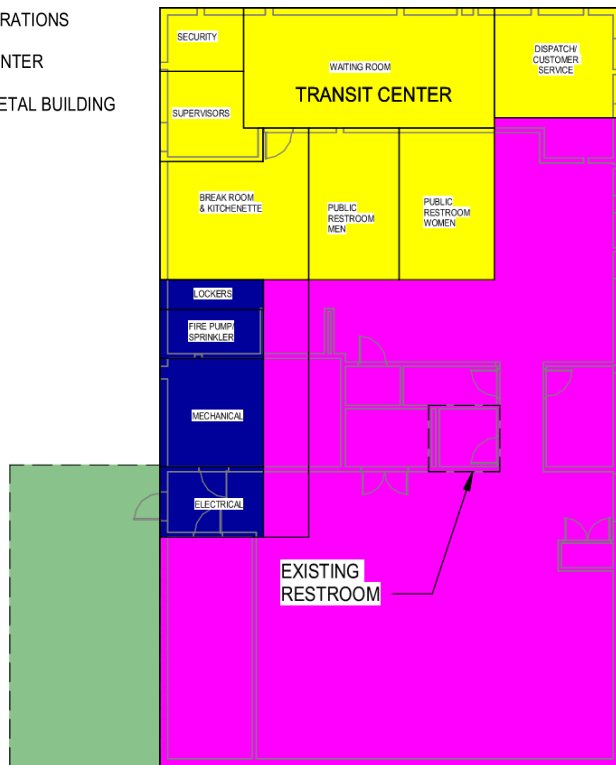 RATIONS
NTER
ETAL BUILDING
SECURITY
WAITING ROOM
DISPATCH/
CUSTOMER
SERVICE
TRANSIT CENTER
SUPERVISORS
BREAK ROOM
& KITCHENETTE
PUBLIC
RESTROOM
MEN
PUBLIC
RESTROOM
WOMEN
LOCKERS
FIRE PUMP/
SPRINKLER
MECHANICAL
ELECTRICAL
EXISTING
RESTROOM